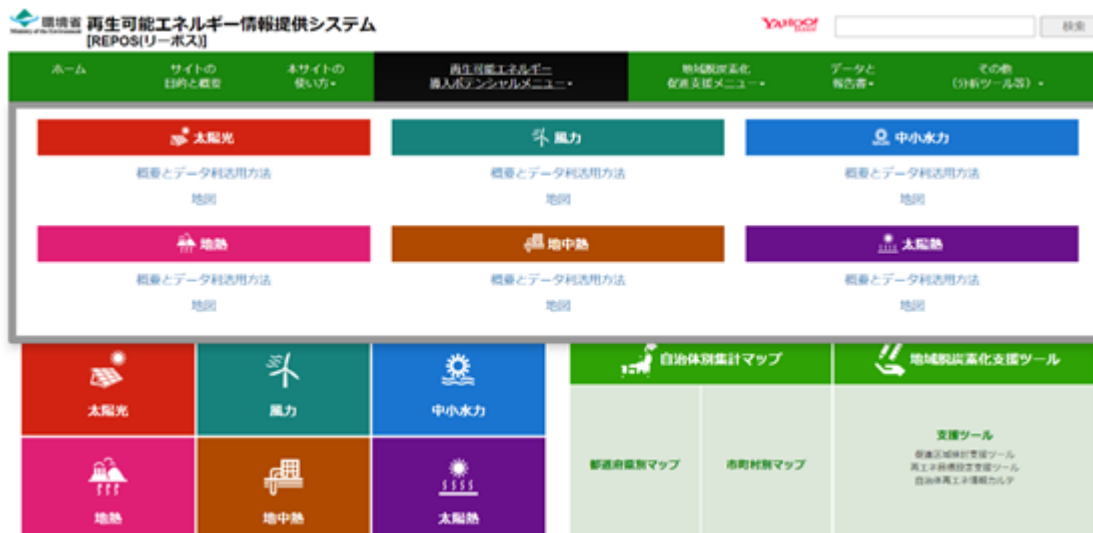 環境省
再生可能エネルギー情報提供システム
[REPOS(リーポス)]
YAHOO!
JAPAN
検索
ホーム
サイトの
目的と概要
本サイトの
使い方
再生可能エネルギー
導入ポテンシャルメニュー
地域脱炭素化
促進支援メニュー
データと
報告書
その他
(分析ツール等)
太陽光
風力
中小水力
概要とデータ利活用方法
概要とデータ利活用方法
概要とデータ利活用方法
地図
地図
地図
地熱
地中熱
太陽熱
概要とデータ利活用方法
概要とデータ利活用方法
概要とデータ利活用方法
地図
地図
地図
太陽光
風力
中小水力
自治体別集計マップ
地域脱炭素化支援ツール
都道府県別マップ
市町村別マップ
支援ツール
促進区域検討支援ツール
再エネ目標設定支援ツール
自治体再エネ情報カルテ
地熱
地中熱
太陽熱